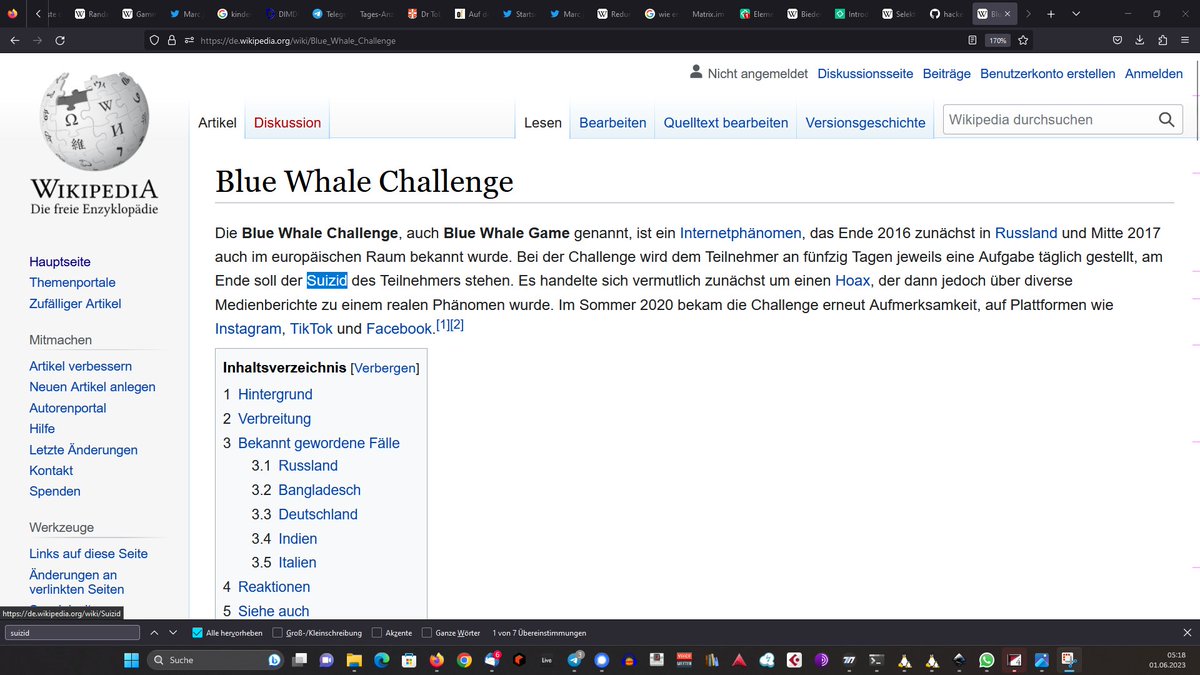 Rand
Game
Marc
kinde
DIMD
Teleg
Tages-An
Dr To
Auf d
Starts
Marc
Redu
wie er
Matrix.im
Eleme
Biede
Introd
Selekt
hacke
https://de.wikipedia.org/wiki/Blue_Whale_Challenge
170%
Nicht angemeldet Diskussionsseite Beiträge Benutzerkonto erstellen Anmelden
Artikel Diskussion Lesen Bearbeiten Quelltext bearbeiten Versionsgeschichte Wikipedia durchsuchen
WIKIPEDIA
Die freie Enzyklopädie
Hauptseite
Themenportale
Zufälliger Artikel
Mitmachen
Artikel verbessern
Neuen Artikel anlegen
Autorenportal
Hilfe
Letzte Änderungen
Kontakt
Spenden
Werkzeuge
Links auf diese Seite
Änderungen an
verlinkten Seiten
Blue Whale Challenge
Die Blue Whale Challenge, auch Blue Whale Game genannt, ist ein Internetphänomen, das Ende 2016 zunächst in Russland und Mitte 2017
auch im europäischen Raum bekannt wurde. Bei der Challenge wird dem Teilnehmer an fünfzig Tagen jeweils eine Aufgabe täglich gestellt, am
Ende soll der Suizid des Teilnehmers stehen. Es handelte sich vermutlich zunächst um einen Hoax, der dann jedoch über diverse
Medienberichte zu einem realen Phänomen wurde. Im Sommer 2020 bekam die Challenge erneut Aufmerksamkeit, auf Plattformen wie
Instagram, TikTok und Facebook.[1][2]
Inhaltsverzeichnis [Verbergen]
1 Hintergrund
2 Verbreitung
3 Bekannt gewordene Fälle
3.1 Russland
3.2 Bangladesch
3.3 Deutschland
3.4 Indien
3.5 Italien
4 Reaktionen
5 Siehe auch
https://de.wikipedia.org/wiki/Suizid
suizid Alle hervorheben Groß-/Kleinschreibung Akzente Ganze Wörter 1 von 7 Übereinstimmungen
Suche
Live
05:18
01.06.2023